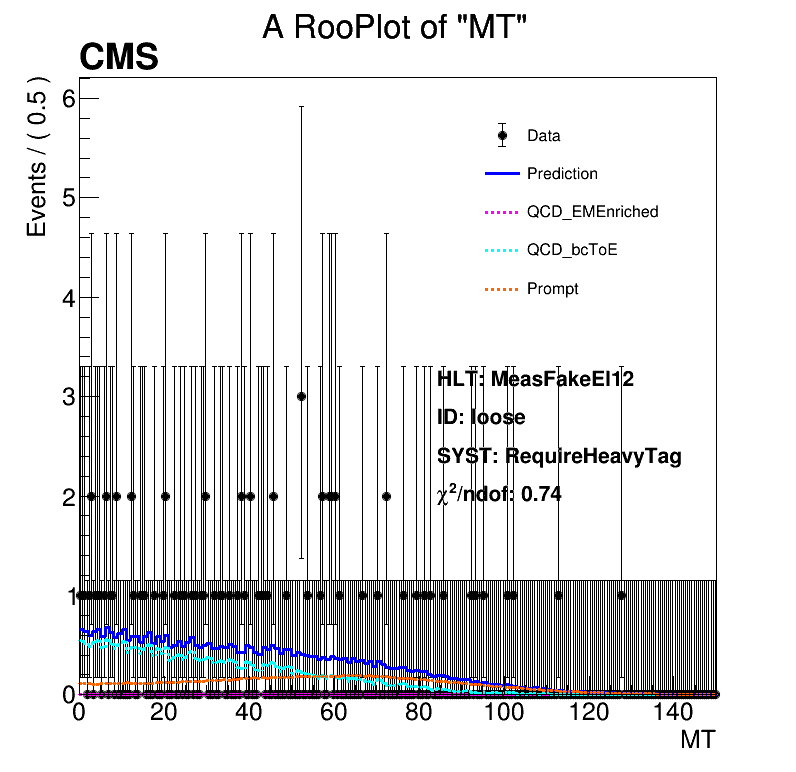 A RooPlot of "MT"
CMS
Events / ( 0.5 )
6
5
4
3
2
1
0
Data
Prediction
QCD_EMEnriched
QCD_bcToE
Prompt
HLT: MeasFakeEl12
ID: loose
SYST: RequireHeavyTag
χ²/ndof: 0.74
0 20 40 60 80 100 120 140
MT